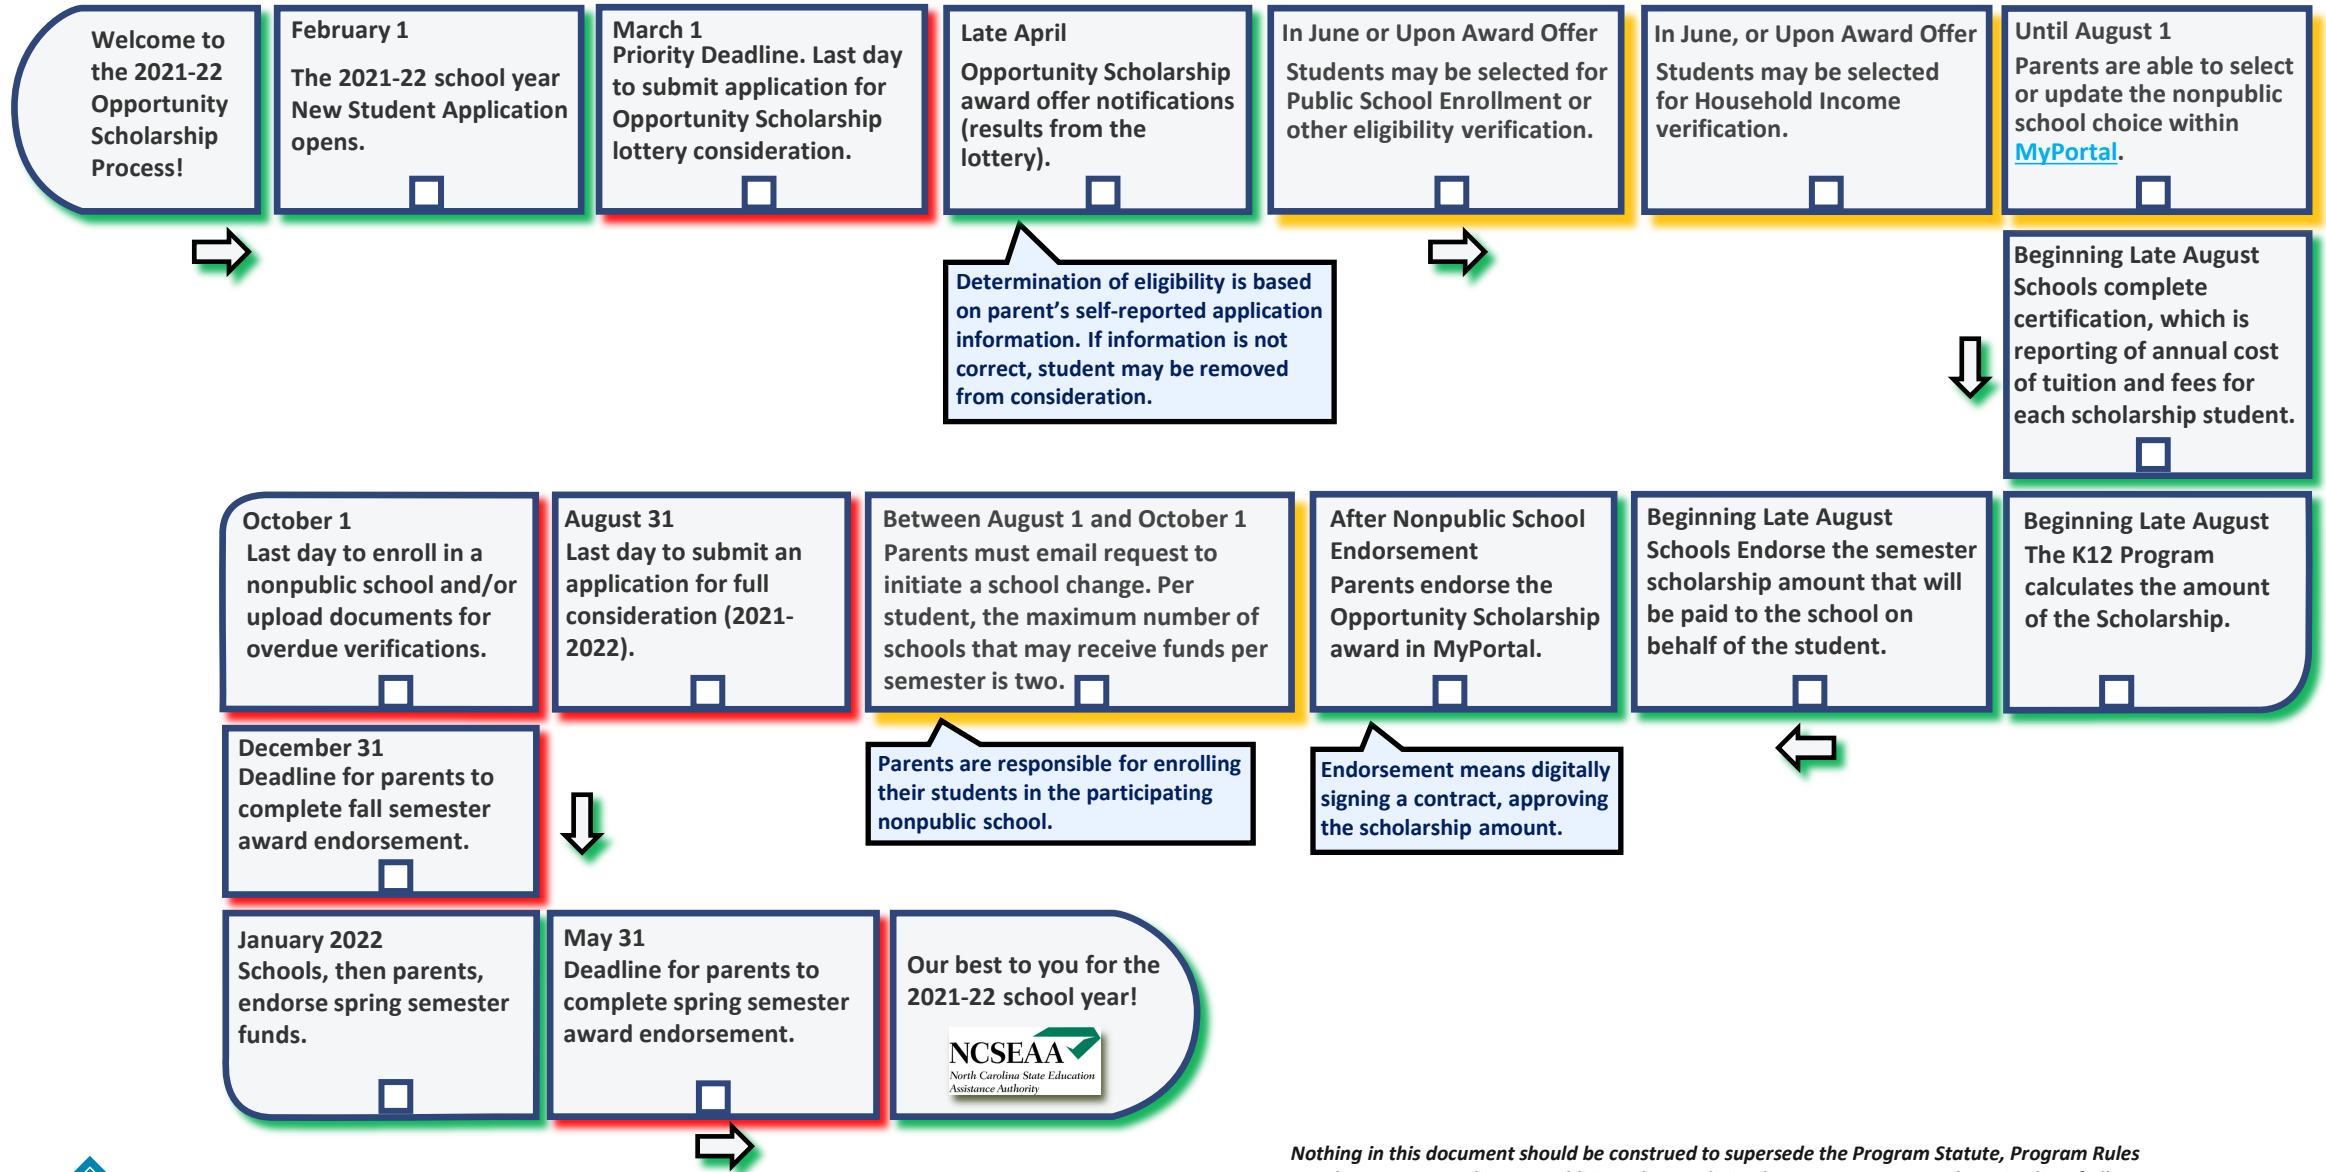 Welcome to
the 2021-22
Opportunity
Scholarship
Process!
February 1
The 2021-22 school year
New Student Application
opens.
March 1
Priority Deadline. Last day
to submit application for
Opportunity Scholarship
lottery consideration.
Late April
Opportunity Scholarship
award offer notifications
(results from the
lottery).
In June or Upon Award Offer
Students may be selected for
Public School Enrollment or
other eligibility verification.
In June, or Upon Award Offer
Students may be selected
for Household Income
verification.
Until August 1
Parents are able to select
or update the nonpublic
school choice within
MyPortal.
Determination of eligibility is based
on parent’s self-reported application
information. If information is not
correct, student may be removed
from consideration.
Beginning Late August
Schools complete
certification, which is
reporting of annual cost
of tuition and fees for
each scholarship student.
Beginning Late August
The K12 Program
calculates the amount
of the Scholarship.
Beginning Late August
Schools Endorse the semester
scholarship amount that will
be paid to the school on
behalf of the student.
After Nonpublic School
Endorsement
Parents endorse the
Opportunity Scholarship
award in MyPortal.
Endorsement means digitally
signing a contract, approving
the scholarship amount.
Between August 1 and October 1
Parents must email request to
initiate a school change. Per
student, the maximum number of
schools that may receive funds per
semester is two.
Parents are responsible for enrolling
their students in the participating
nonpublic school.
August 31
Last day to submit an
application for full
consideration (2021-
2022).
October 1
Last day to enroll in a
nonpublic school and/or
upload documents for
overdue verifications.
December 31
Deadline for parents to
complete fall semester
award endorsement.
January 2022
Schools, then parents,
endorse spring semester
funds.
May 31
Deadline for parents to
complete spring semester
award endorsement.
Our best to you for the
2021-22 school year!
NCSEAA
North Carolina State Education
Assistance Authority
Nothing in this document should be construed to supersede the Program Statute, Program Rules